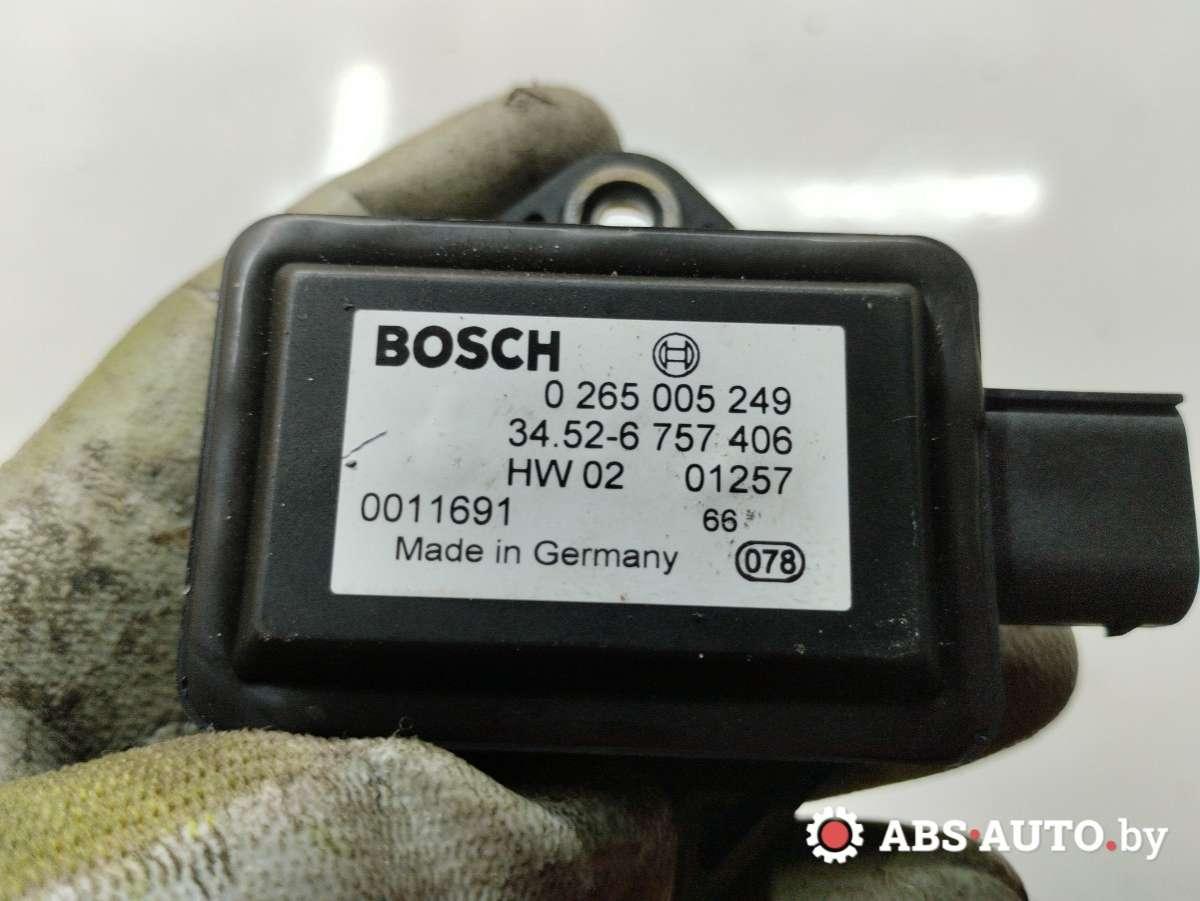 BOSCH
0 265 005 249
34.52-6 757 406
HW 02 01257
0011691 66
Made in Germany 078
ABS-AUTO.by